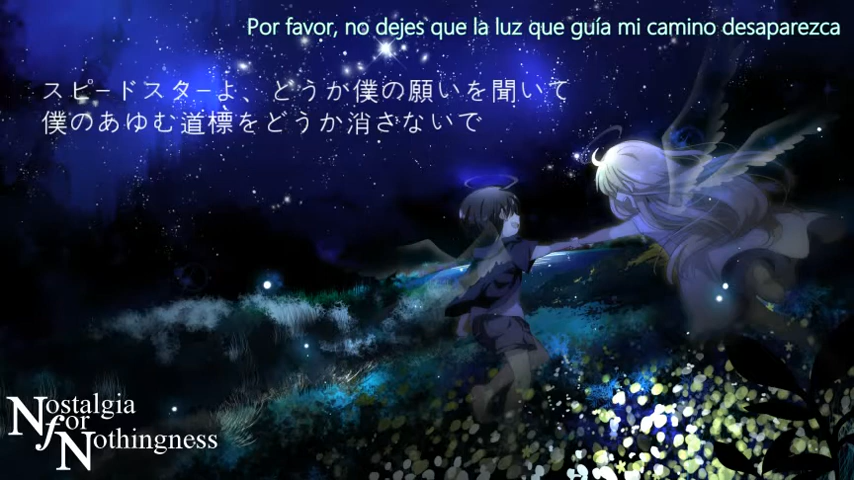 Por favor, no dejes que la luz que guía mi camino desaparezca
スピードスターよ、どうか僕の願いを聞いて
僕のあゆむ道標をどうか消さないで
Nostalgia
for
Nothingness